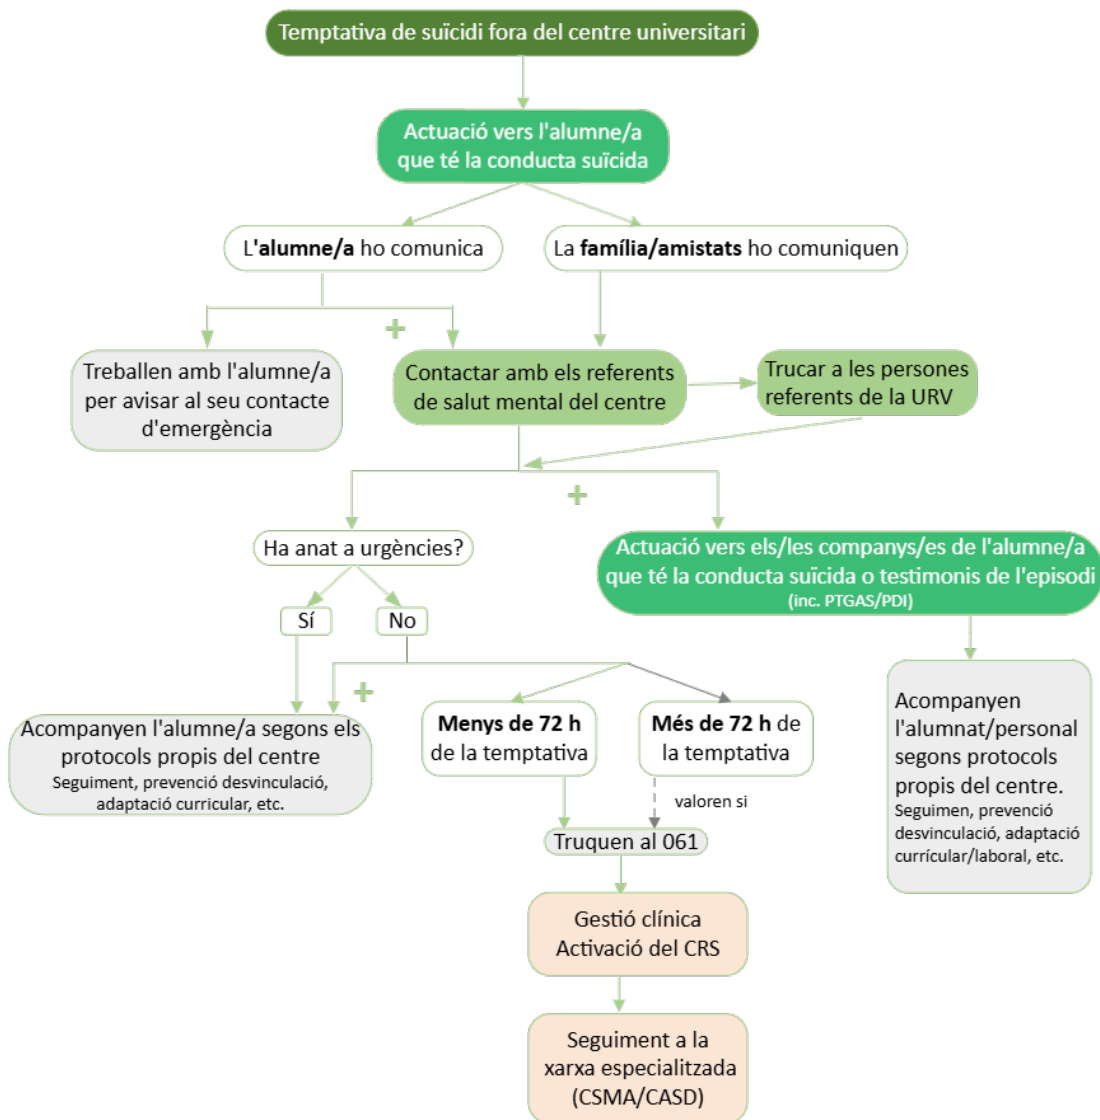 Temptativa de suïcidi fora del centre universitari
Actuació vers l'alumne/a
que té la conducta suïcida
L'alumne/a ho comunica
La família/amistats ho comuniquen
+
Treballen amb l'alumne/a
per avisar al seu contacte
d'emergència
Contactar amb els referents
de salut mental del centre
Trucar a les persones
referents de la URV
+
Ha anat a urgències?
Actuació vers els/les companys/es de l'alumne/a
que té la conducta suïcida o testimonis de l'episodi
(inc. PTGAS/PDI)
Sí
No
+
Acompanyen l'alumne/a segons els
protocols propis del centre
Seguiment, prevenció desvinculació,
adaptació curricular, etc.
Menys de 72 h
de la temptativa
Més de 72 h de
la temptativa
Acompanyen
l'alumnat/personal
segons protocols
propis del centre.
Seguimen, prevenció
desvinculació, adaptació
currícular/laboral, etc.
valoren si
Truquen al 061
Gestió clínica
Activació del CRS
Seguiment a la
xarxa especialitzada
(CSMA/CASD)